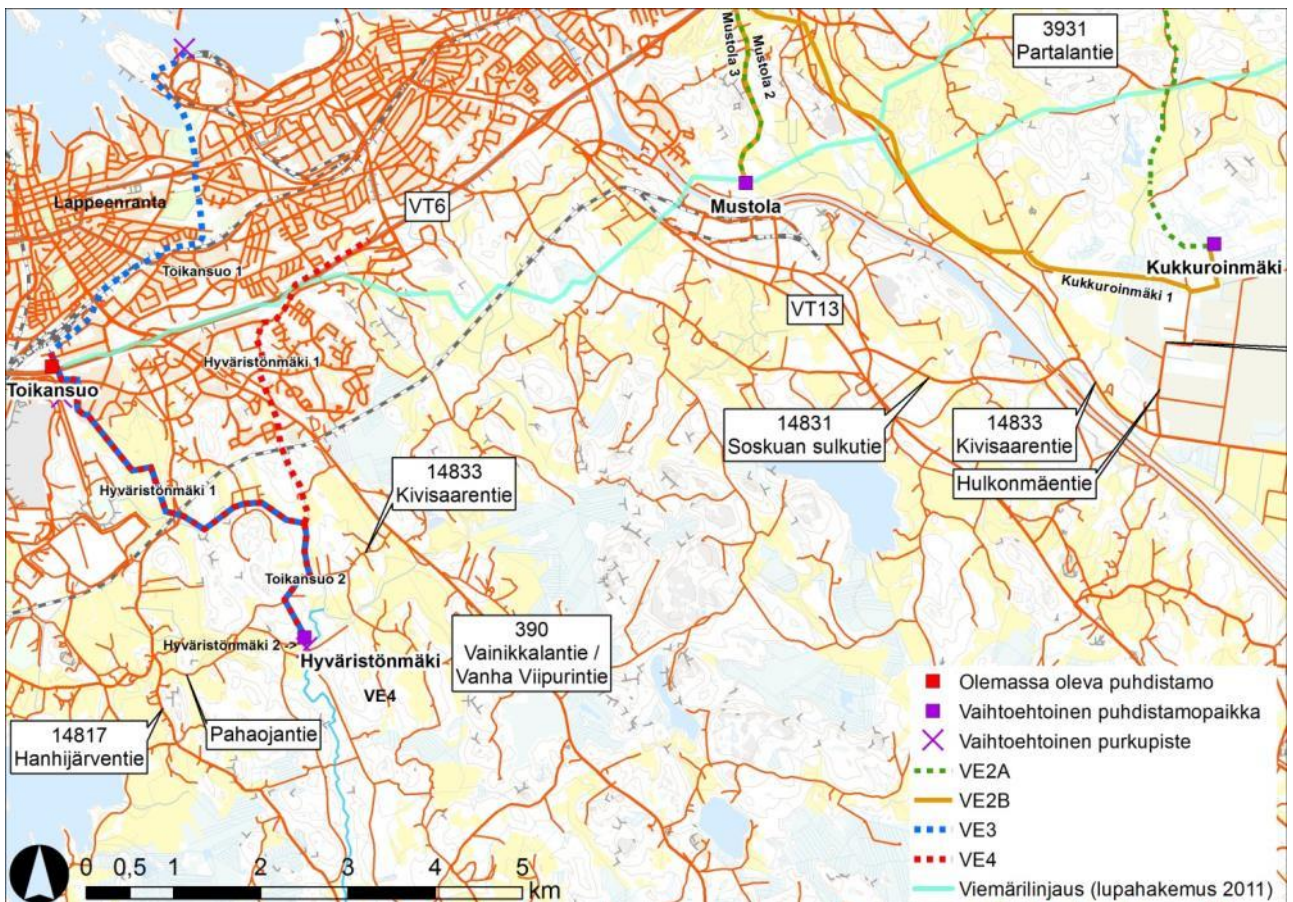 3931
Partalantie
Mustola 3
Mustola 2
Lappeenranta
VT6
Mustola
Toikansuo 1
Kukkuroinmäki
Kukkuroinmäki 1
VT13
Hyväristönmäki 1
Toikansuo
14831
Soskuan sulkutie
14833
Kivisaarentie
Hulkonmäentie
14833
Kivisaarentie
Hyväristönmäki 1
Toikansuo 2
Hyväristönmäki 2 ->
Hyväristönmäki
VE4
390
Vainikkalantie /
Vanha Viipurintie
14817
Hanhijärventie
Pahaojantie
Olemassa oleva puhdistamo
Vaihtoehtoinen puhdistamopaikka
Vaihtoehtoinen purkupiste
VE2A
VE2B
VE3
VE4
Viemärilinjaus (lupahakemus 2011)
0 0,5 1 2 3 4 5
km